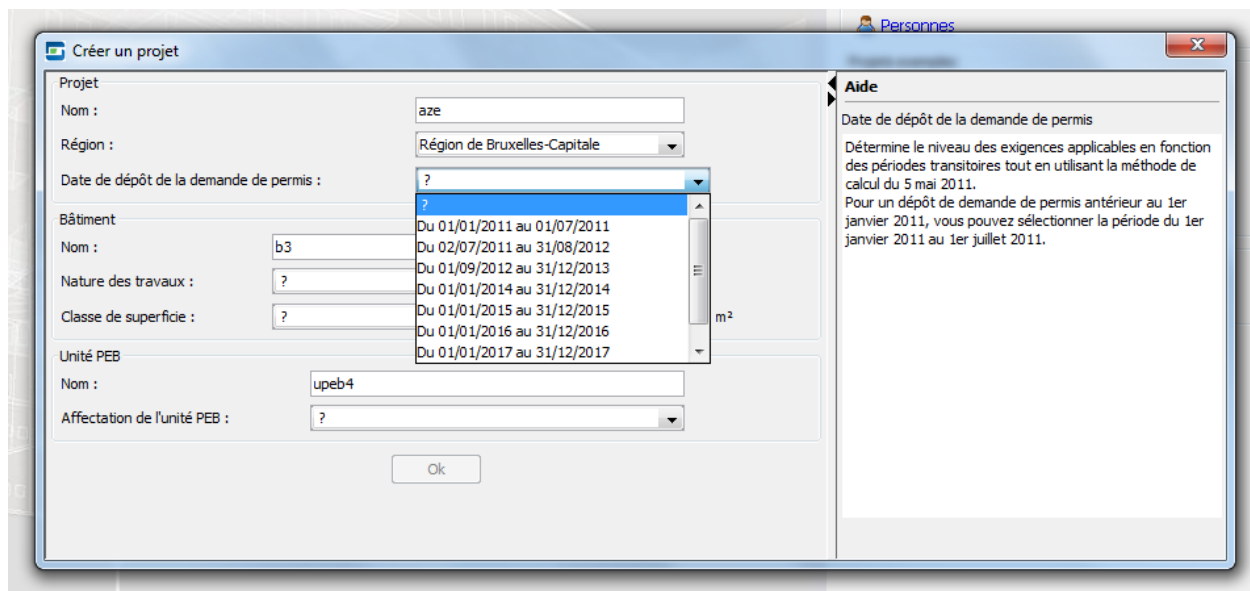 Personnes
Créer un projet
Projet
Nom :
aze
Région :
Région de Bruxelles-Capitale
Date de dépôt de la demande de permis :
?
?
Du 01/01/2011 au 01/07/2011
Du 02/07/2011 au 31/08/2012
Du 01/09/2012 au 31/12/2013
Du 01/01/2014 au 31/12/2014
Du 01/01/2015 au 31/12/2015
Du 01/01/2016 au 31/12/2016
Du 01/01/2017 au 31/12/2017
Bâtiment
Nom :
b3
Nature des travaux :
?
Classe de superficie :
?
m²
Unité PEB
Nom :
upeb4
Affectation de l'unité PEB :
?
Ok
Aide
Date de dépôt de la demande de permis
Détermine le niveau des exigences applicables en fonction
des périodes transitoires tout en utilisant la méthode de
calcul du 5 mai 2011.
Pour un dépôt de demande de permis antérieur au 1er
janvier 2011, vous pouvez sélectionner la période du 1er
janvier 2011 au 1er juillet 2011.